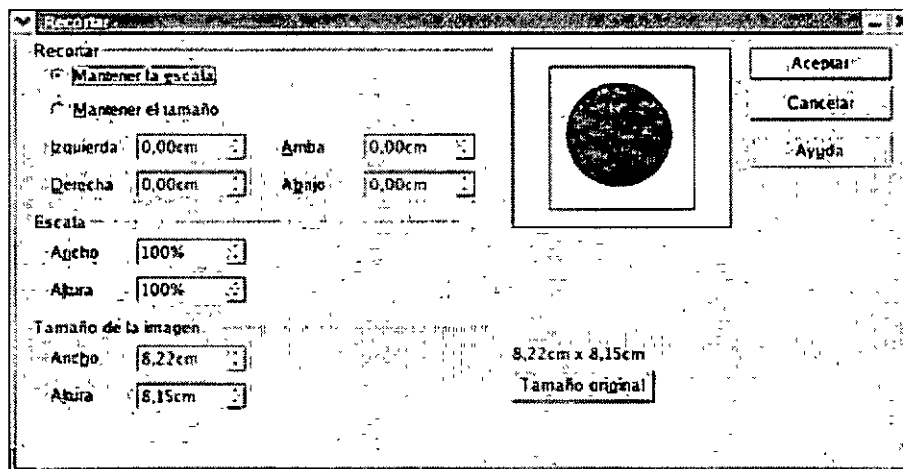 Recortar
Recortar
Mantener la escala
Mantener el tamaño
Izquierda 0,00cm Arriba 0,00cm
Derecha 0,00cm Abajo 0,00cm
Escala
Ancho 100%
Altura 100%
Tamaño de la imagen
Ancho 8,22cm
Altura 8,15cm
8,22cm x 8,15cm
Tamaño original
Aceptar
Cancelar
Ayuda